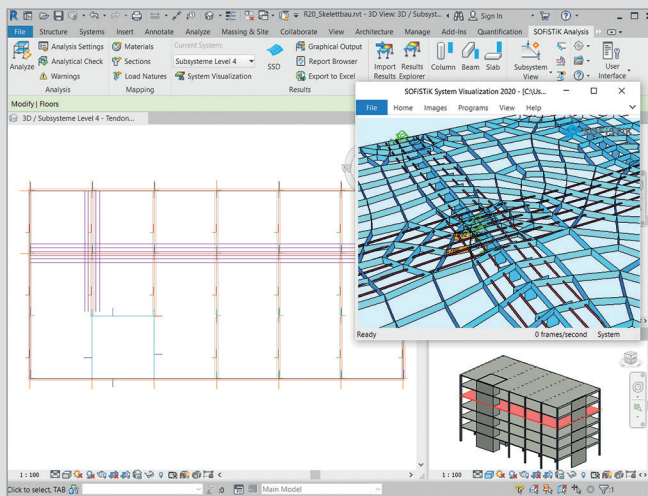 R20_Skelettbau.rvt - 3D View: 3D / Subsyst...
Sign In
File Structure Systems Insert Annotate Analyze Massing & Site Collaborate View Architecture Manage Add-Ins Quantification SOFiSTiK Analysis
Analyze
Analysis Settings
Analytical Check
Warnings
Analysis
Materials
Sections
Load Natures
Mapping
Current System:
Subsysteme Level 4
System Visualization
SSD
Graphical Output
Report Browser
Export to Excel
Results
Import Results
Results Explorer
Column Beam Slab
Subsystem View
User Interface
Modify | Floors
3D / Subsysteme Level 4 - Tendon...
SOFiSTiK System Visualization 2020 - [C:\Us...
File Home Images Programs View Help
SOFiSTiK
Ready 0 frames/second System
W
1 : 100
1 : 100
Click to select, TAB
:0
Main Model
:1